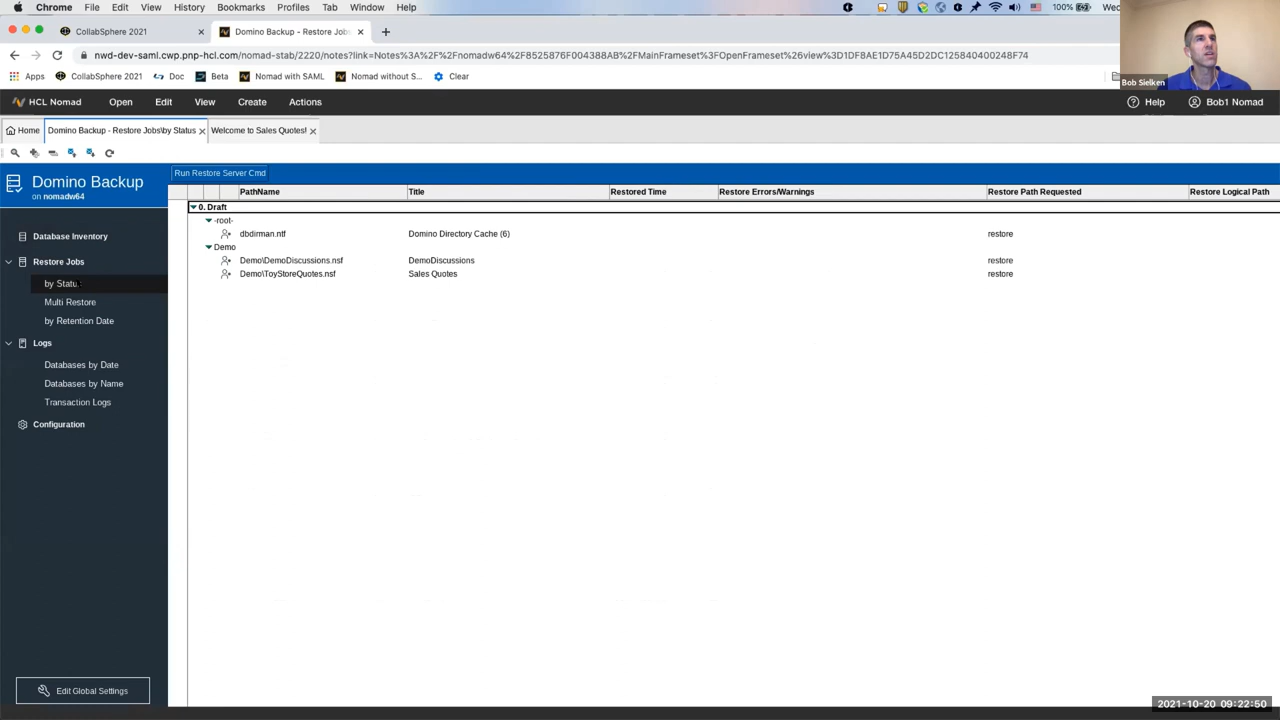 Chrome File Edit View History Bookmarks Profiles Tab Window Help 100% Wed
CollabSphere 2021 Domino Backup - Restore Jobs
nwd-dev-saml.cwp.pnp-hcl.com/nomad-stab/2220/notes?link=Notes%3A%2F%2Fnomadw64%2F8525876F004388AB%2FMainFrameset%3FOpenFrameset%26view%3D1DF8AE1D75A45D2DC125840400248F74
Apps CollabSphere 2021 Doc Beta Nomad with SAML Nomad without S... Clear
Bob Sielken
HCL Nomad Open Edit View Create Actions Help Bob1 Nomad
Home Domino Backup - Restore Jobs\by Status Welcome to Sales Quotes!
Domino Backup
on nomadw64
Database Inventory
Restore Jobs
by Status
Multi Restore
by Retention Date
Logs
Databases by Date
Databases by Name
Transaction Logs
Configuration
Edit Global Settings
Run Restore Server Cmd
PathName Title Restored Time Restore Errors/Warnings Restore Path Requested Restore Logical Path
0. Draft
-root-
dbdirman.ntf Domino Directory Cache (6) restore
Demo
Demo\DemoDiscussions.nsf DemoDiscussions restore
Demo\ToyStoreQuotes.nsf Sales Quotes restore
2021-10-20 09:22:50